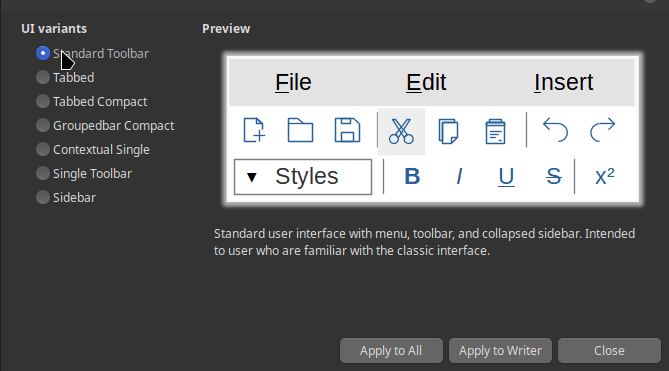 UI variants
Preview
Standard Toolbar
Tabbed
Tabbed Compact
Groupedbar Compact
Contextual Single
Single Toolbar
Sidebar
File Edit Insert
Styles B I U S x²
Standard user interface with menu, toolbar, and collapsed sidebar. Intended
to user who are familiar with the classic interface.
Apply to All Apply to Writer Close